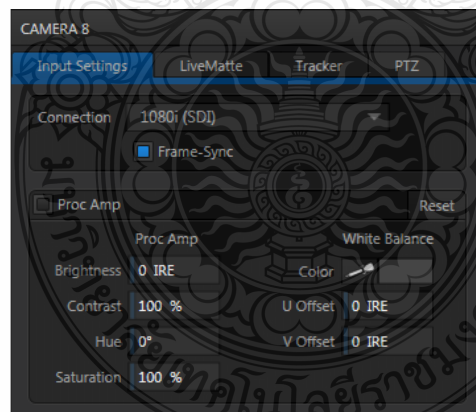 CAMERA 8
Input Settings LiveMatte Tracker PTZ
Connection 1080i (SDI)
Frame-Sync
Proc Amp Reset
Proc Amp White Balance
Brightness 0 IRE Color
Contrast 100 % U Offset 0 IRE
Hue 0° V Offset 0 IRE
Saturation 100 %